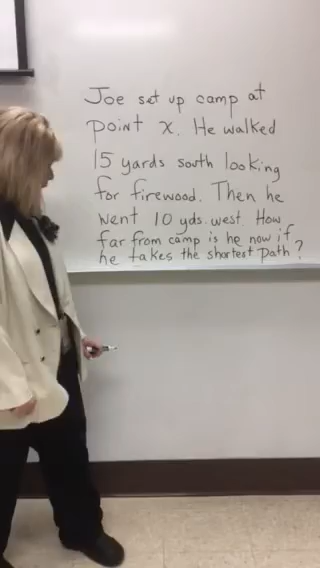 Joe set up camp at
point x. He walked
15 yards south looking
for firewood. Then he
went 10 yds. west. How
far from camp is he now if
he takes the shortest path?